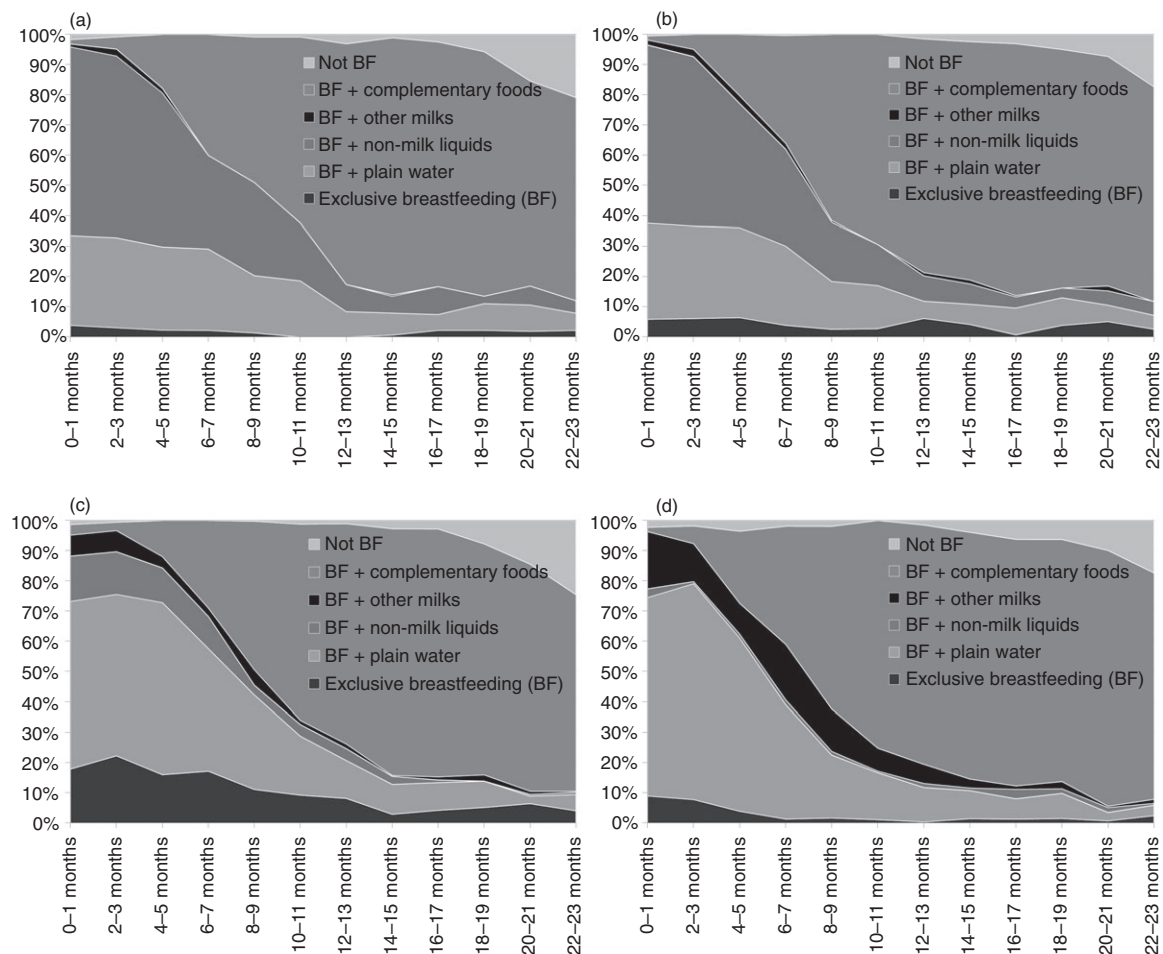 (a)
100%
90%
80%
70%
60%
50%
40%
30%
20%
10%
0%
Not BF
BF + complementary foods
BF + other milks
BF + non-milk liquids
BF + plain water
Exclusive breastfeeding (BF)
0–1 months
2–3 months
4–5 months
6–7 months
8–9 months
10–11 months
12–13 months
14–15 months
16–17 months
18–19 months
20–21 months
22–23 months
(b)
100%
90%
80%
70%
60%
50%
40%
30%
20%
10%
0%
Not BF
BF + complementary foods
BF + other milks
BF + non-milk liquids
BF + plain water
Exclusive breastfeeding (BF)
0–1 months
2–3 months
4–5 months
6–7 months
8–9 months
10–11 months
12–13 months
14–15 months
16–17 months
18–19 months
20–21 months
22–23 months
(c)
100%
90%
80%
70%
60%
50%
40%
30%
20%
10%
0%
Not BF
BF + complementary foods
BF + other milks
BF + non-milk liquids
BF + plain water
Exclusive breastfeeding (BF)
0–1 months
2–3 months
4–5 months
6–7 months
8–9 months
10–11 months
12–13 months
14–15 months
16–17 months
18–19 months
20–21 months
22–23 months
(d)
100%
90%
80%
70%
60%
50%
40%
30%
20%
10%
0%
Not BF
BF + complementary foods
BF + other milks
BF + non-milk liquids
BF + plain water
Exclusive breastfeeding (BF)
0–1 months
2–3 months
4–5 months
6–7 months
8–9 months
10–11 months
12–13 months
14–15 months
16–17 months
18–19 months
20–21 months
22–23 months